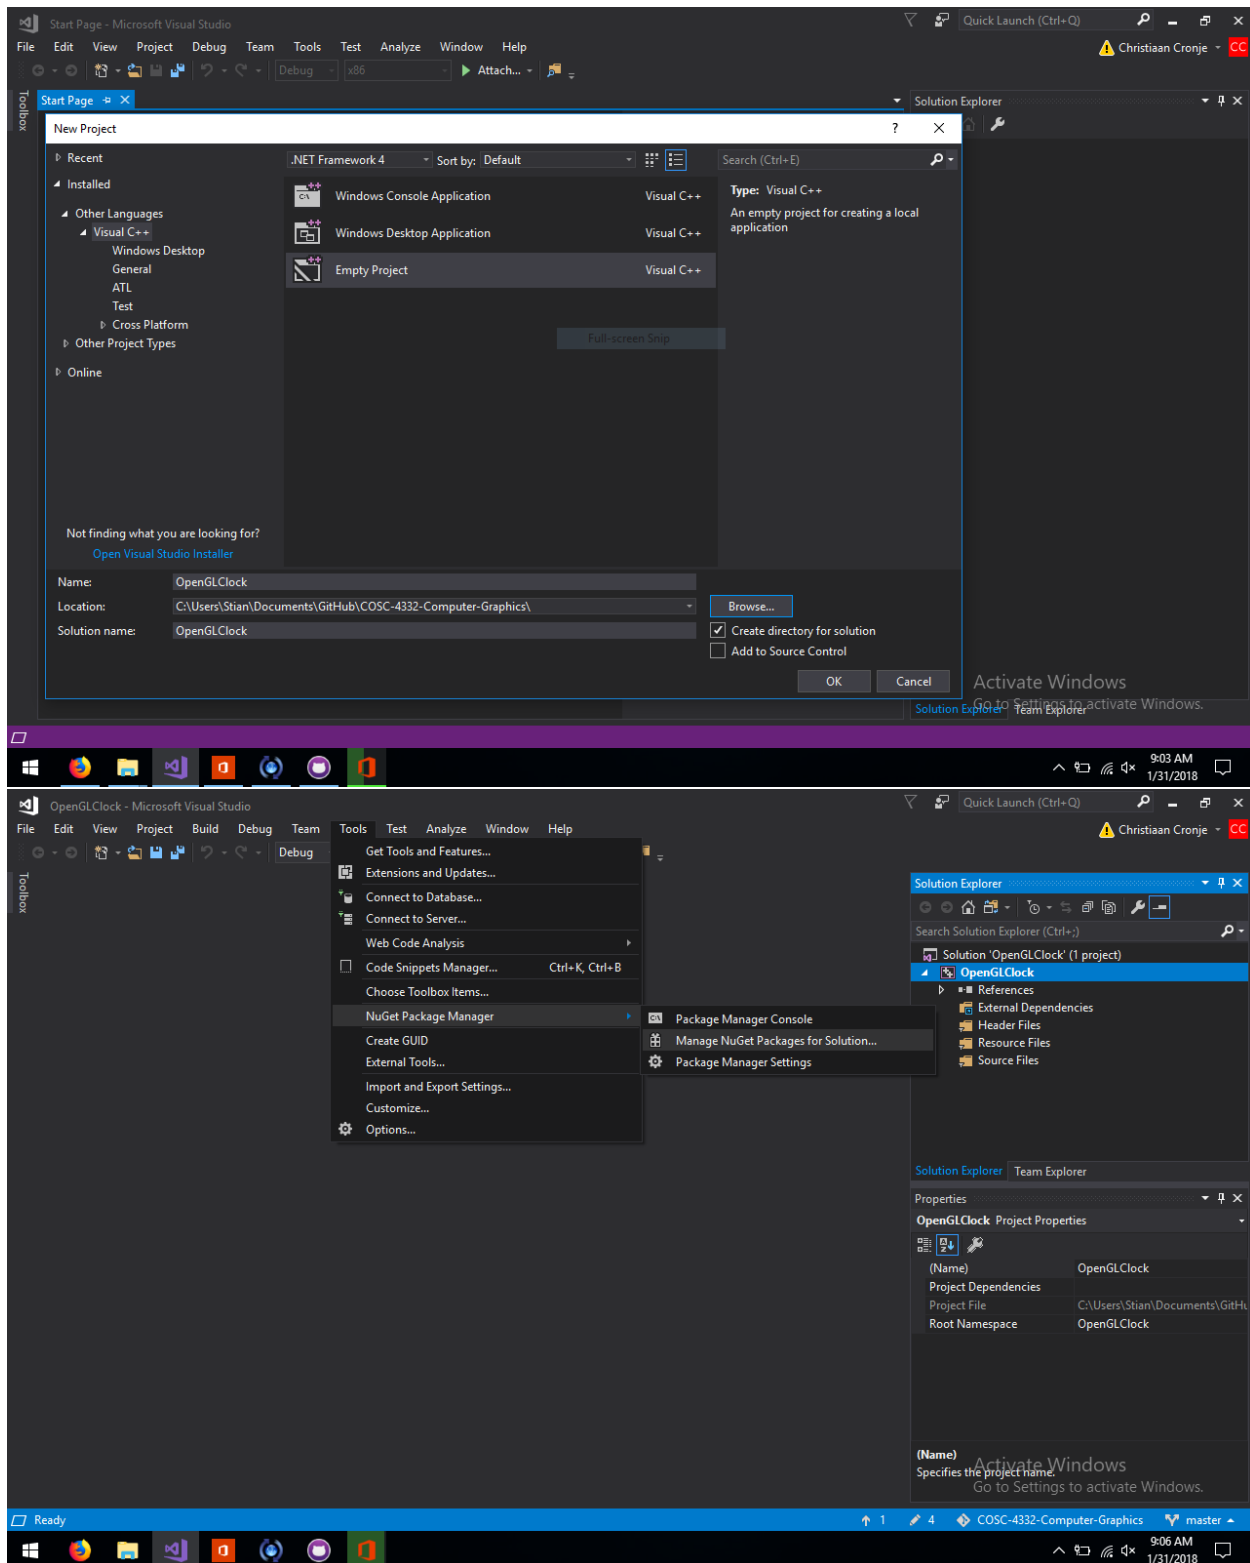 Start Page - Microsoft Visual Studio
Quick Launch (Ctrl+Q)
File Edit View Project Debug Team Tools Test Analyze Window Help
Christiaan Cronje CC
Debug x86 Attach...
Toolbox
Start Page
Solution Explorer
New Project
?
Recent
.NET Framework 4 Sort by: Default
Search (Ctrl+E)
Installed
Other Languages
Visual C++
Windows Desktop
General
ATL
Test
Cross Platform
Other Project Types
Online
Windows Console Application Visual C++
Windows Desktop Application Visual C++
Empty Project Visual C++
Type: Visual C++
An empty project for creating a local
application
Full-screen Snip
Not finding what you are looking for?
Open Visual Studio Installer
Name: OpenGLClock
Location: C:\Users\Stian\Documents\GitHub\COSC-4332-Computer-Graphics\
Browse...
Solution name: OpenGLClock
Create directory for solution
Add to Source Control
OK Cancel
Activate Windows
Go to Settings to activate Windows.
Solution Explorer Team Explorer
9:03 AM
1/31/2018
OpenGLClock - Microsoft Visual Studio
Quick Launch (Ctrl+Q)
File Edit View Project Build Debug Team Tools Test Analyze Window Help
Christiaan Cronje CC
Debug
Toolbox
Get Tools and Features...
Extensions and Updates...
Connect to Database...
Connect to Server...
Web Code Analysis
Code Snippets Manager... Ctrl+K, Ctrl+B
Choose Toolbox Items...
NuGet Package Manager
Create GUID
External Tools...
Import and Export Settings...
Customize...
Options...
Package Manager Console
Manage NuGet Packages for Solution...
Package Manager Settings
Solution Explorer
Search Solution Explorer (Ctrl+;)
Solution 'OpenGLClock' (1 project)
OpenGLClock
References
External Dependencies
Header Files
Resource Files
Source Files
Solution Explorer Team Explorer
Properties
OpenGLClock Project Properties
(Name) OpenGLClock
Project Dependencies
Project File C:\Users\Stian\Documents\GitHu
Root Namespace OpenGLClock
(Name)
Specifies the project name.
Activate Windows
Go to Settings to activate Windows.
Ready
1 4 COSC-4332-Computer-Graphics master
9:06 AM
1/31/2018